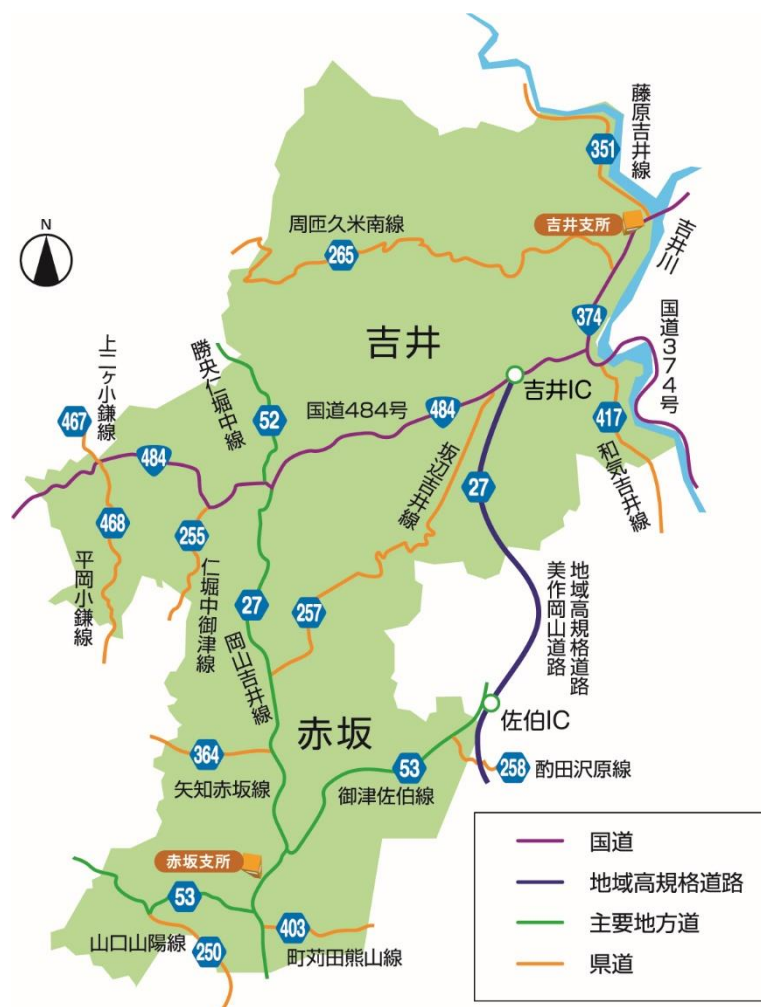 藤原吉井線
351
N
周匝久米南線
265
吉井支所
吉井川
374
国道374号
吉井
勝央仁堀中線
上二ヶ小鎌線
吉井IC
467
52
国道484号
484
417
和気吉井線
484
坂辺吉井線
27
468
255
平岡小鎌線
仁堀中御津線
27
257
地域高規格道路
美作岡山道路
岡山吉井線
赤坂
佐伯IC
364
矢知赤坂線
53
258
酌田沢原線
御津佐伯線
赤坂支所
53
山口山陽線
250
403
町苅田熊山線
国道
地域高規格道路
主要地方道
県道